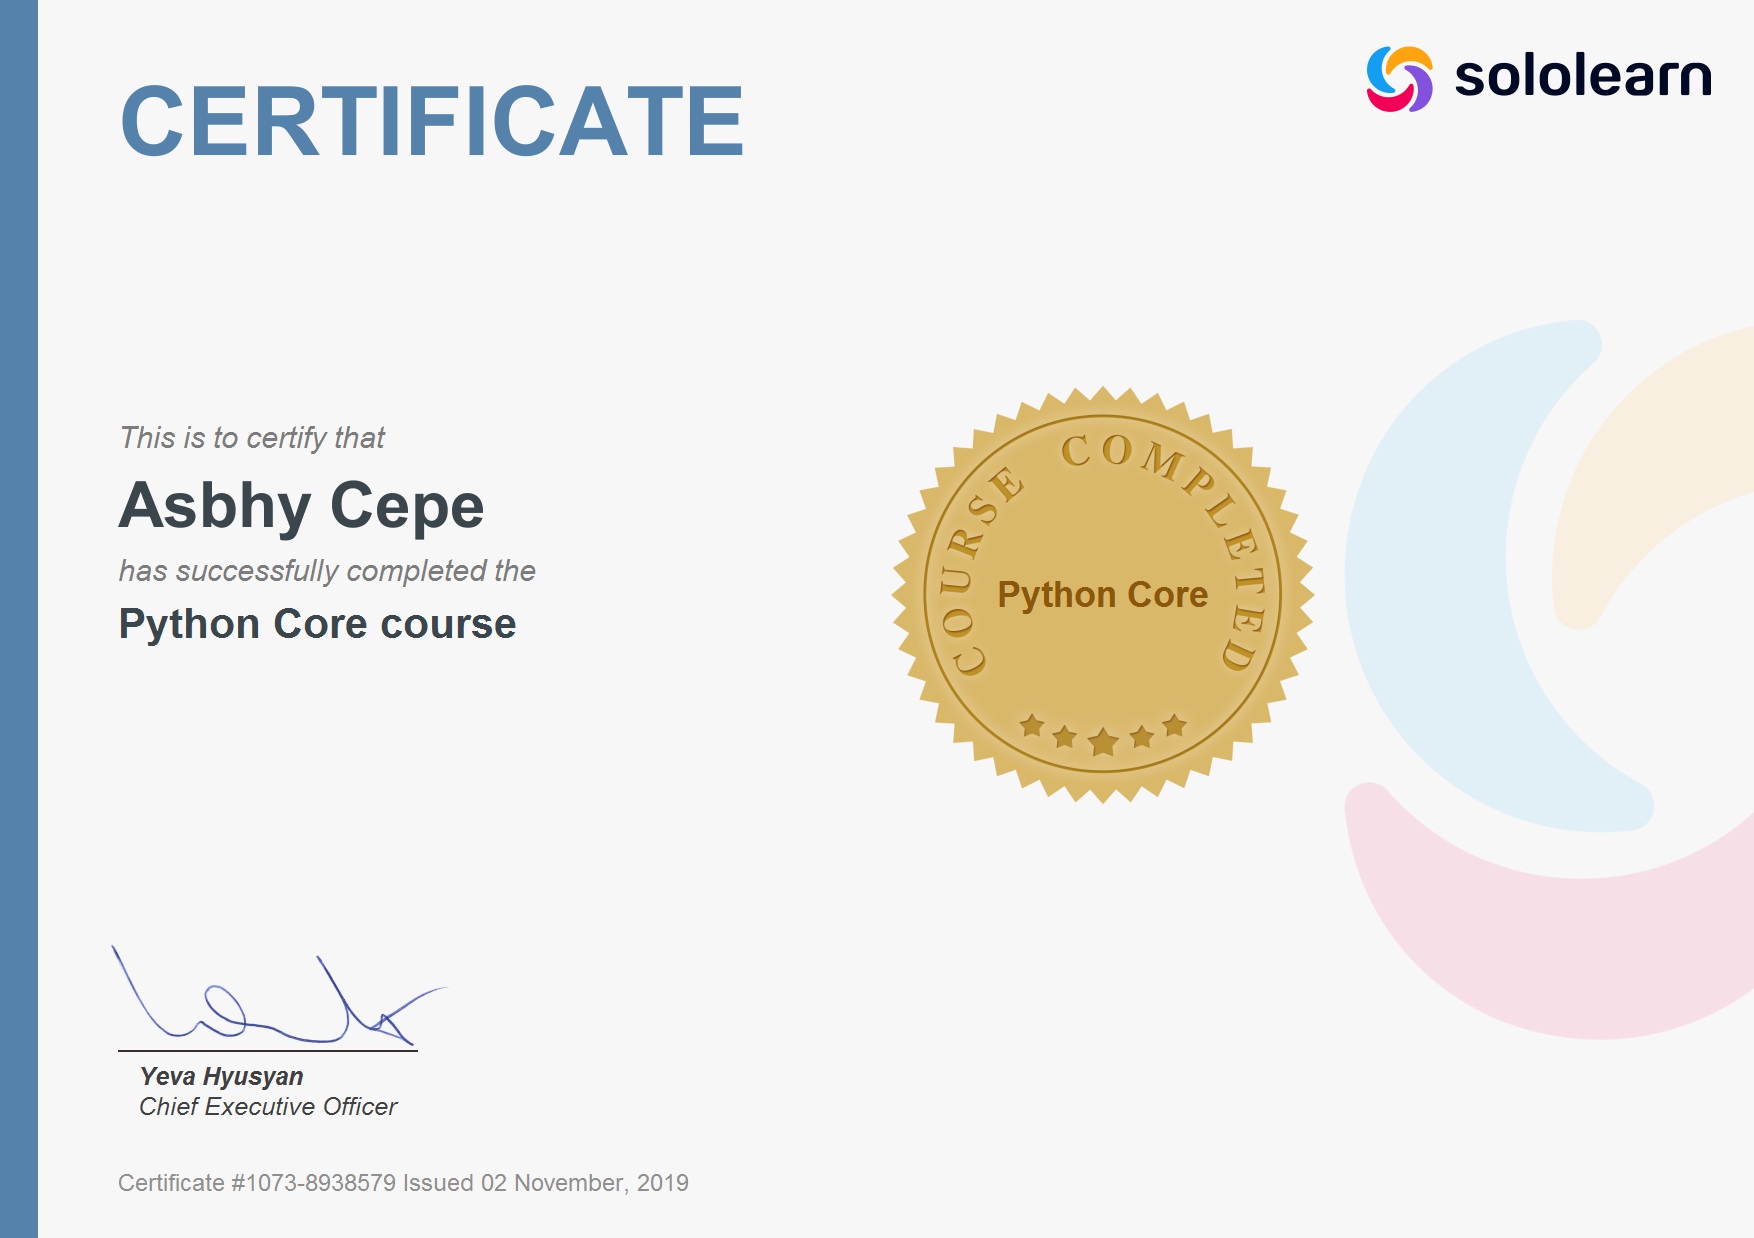 CERTIFICATE
sololearn
This is to certify that
Asbhy Cepe
has successfully completed the
Python Core course
COURSE COMPLETED
Python Core
Yeva Hyusyan
Chief Executive Officer
Certificate #1073-8938579 Issued 02 November, 2019